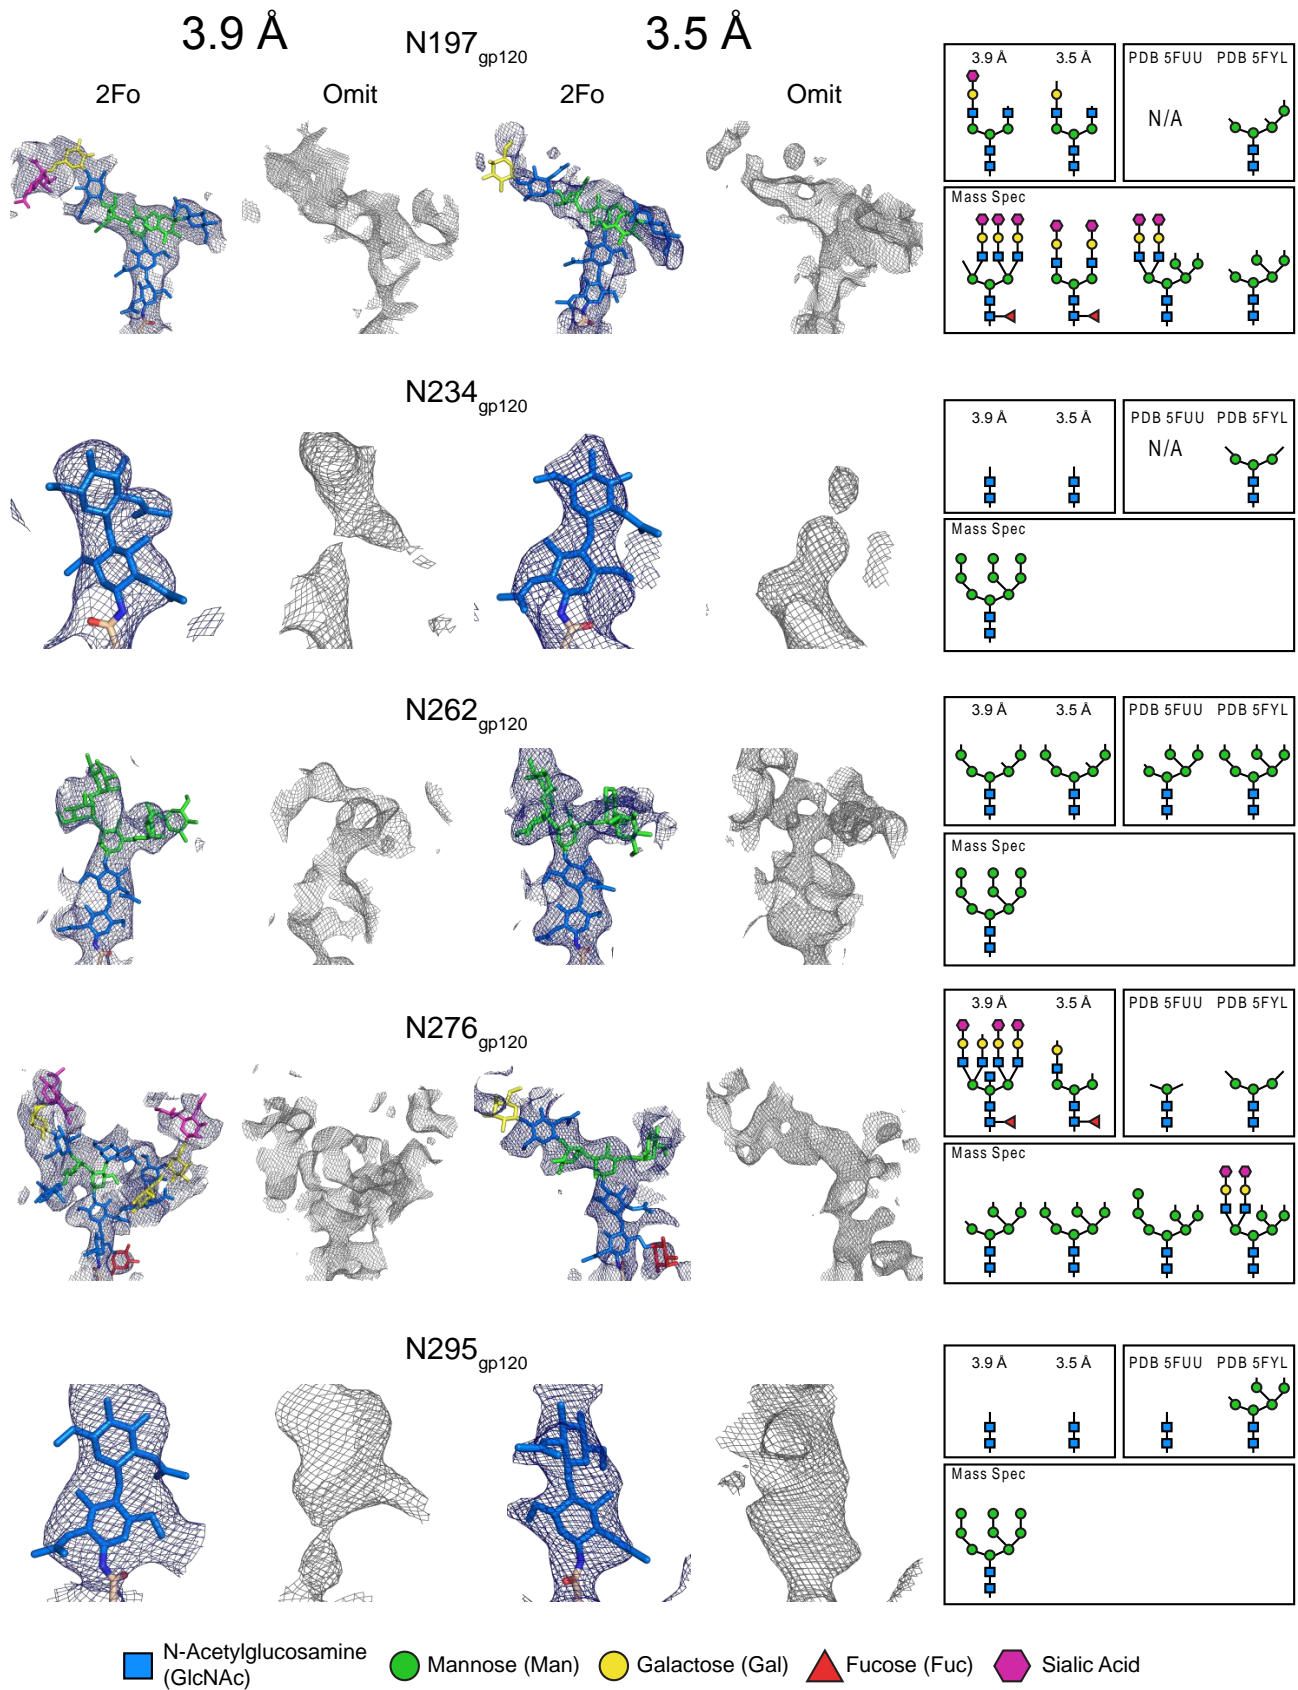 3.9 Å
N197gp120
3.5 Å
2Fo
Omit
2Fo
Omit
3.9 Å
3.5 Å
PDB 5FUU
PDB 5FYL
N/A
Mass Spec
N234gp120
3.9 Å
3.5 Å
PDB 5FUU
PDB 5FYL
N/A
Mass Spec
N262gp120
3.9 Å
3.5 Å
PDB 5FUU
PDB 5FYL
Mass Spec
N276gp120
3.9 Å
3.5 Å
PDB 5FUU
PDB 5FYL
Mass Spec
N295gp120
3.9 Å
3.5 Å
PDB 5FUU
PDB 5FYL
Mass Spec
N-Acetylglucosamine
(GlcNAc)
Mannose (Man)
Galactose (Gal)
Fucose (Fuc)
Sialic Acid